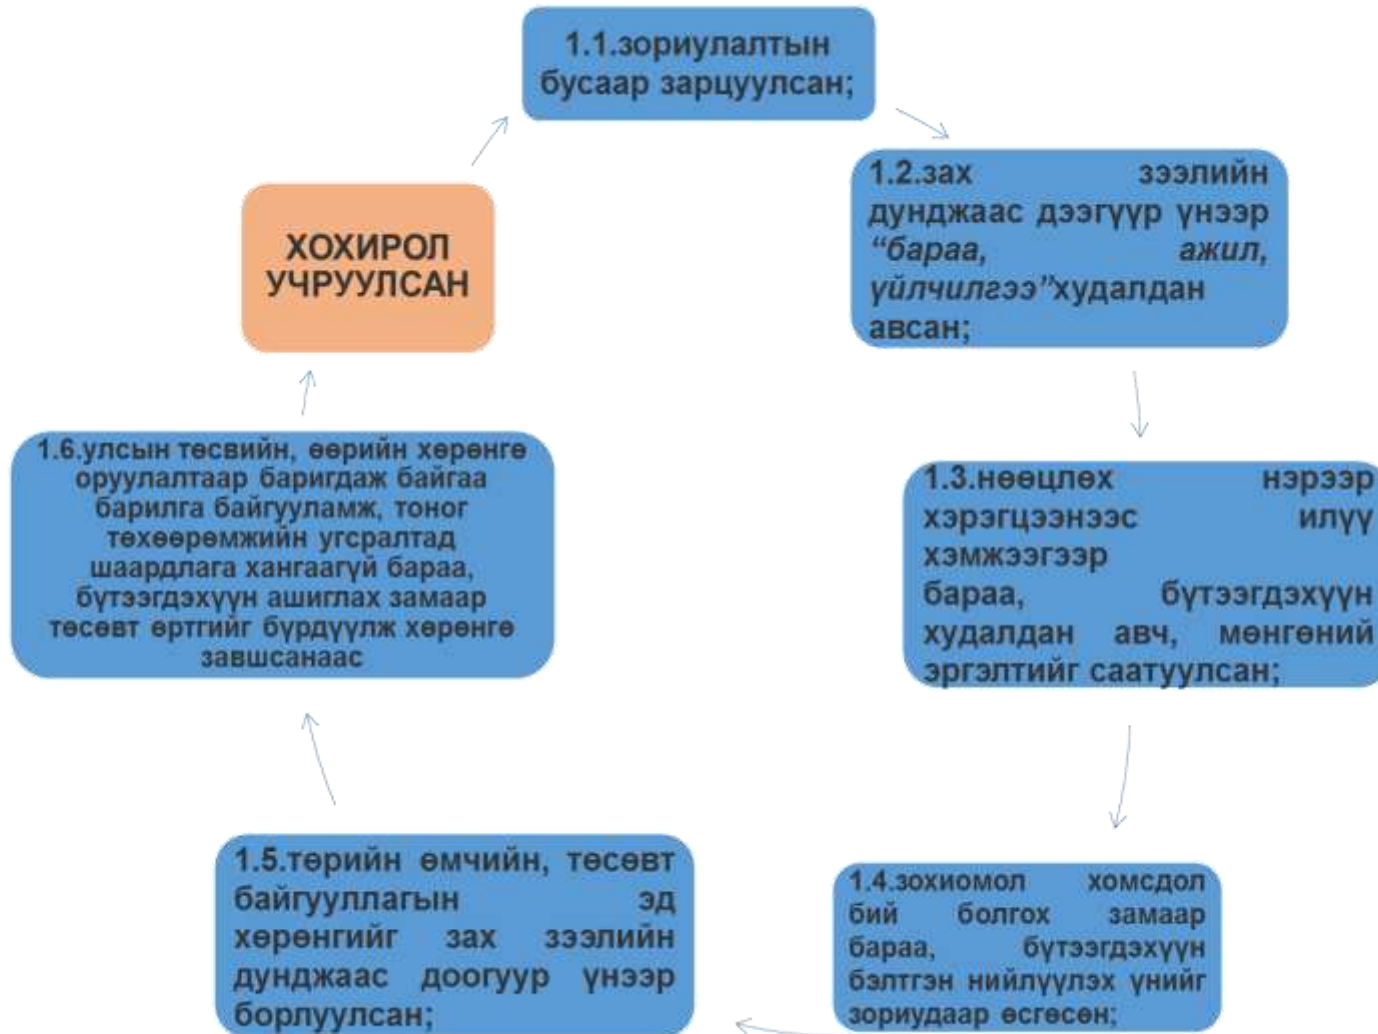 1.1.зориулалтын
бусаар зарцуулсан;
1.2.зах зээлийн
дунджаас дээгүүр үнээр
“бараа, ажил,
үйлчилгээ”худалдан
авсан;
1.3.нөөцлөх нэрээр
хэрэгцээнээс илүү
хэмжээгээр
бараа, бүтээгдэхүүн
худалдан авч, мөнгөний
эргэлтийг саатуулсан;
1.4.зохиомол хомсдол
бий болгох замаар
бараа, бүтээгдэхүүн
бэлтгэн нийлүүлэх үнийг
зориудаар өсгөсөн;
1.5.төрийн өмчийн, төсөвт
байгууллагын эд
хөрөнгийг зах зээлийн
дунджаас доогуур үнээр
борлуулсан;
1.6.улсын төсвийн, өөрийн хөрөнгө
оруулалтаар баригдаж байгаа
барилга байгууламж, тоног
төхөөрөмжийн угсралтад
шаардлага хангаагүй бараа,
бүтээгдэхүүн ашиглах замаар
төсөвт өртгийг бүрдүүлж хөрөнгө
завшсанаас
ХОХИРОЛ
УЧРУУЛСАН